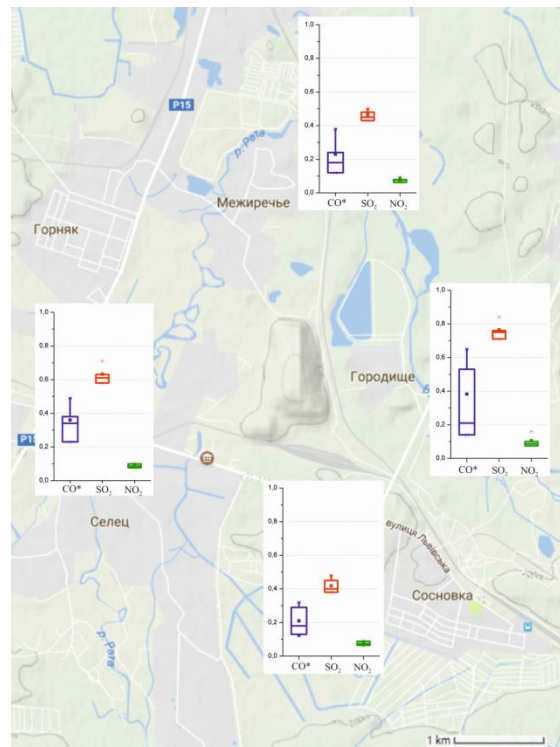 1,0
0,8
0,6
0,4
0,2
0,0
CO* SO₂ NO₂
P15
р. Рата
Межиречье
Горняк
1,0
0,8
0,6
0,4
0,2
0,0
CO* SO₂ NO₂
1,0
0,8
0,6
0,4
0,2
0,0
CO* SO₂ NO₂
Городище
P15
Селец
1,0
0,8
0,6
0,4
0,2
0,0
CO* SO₂ NO₂
вулиця Львівська
Сосновка
р. Рата
1 km